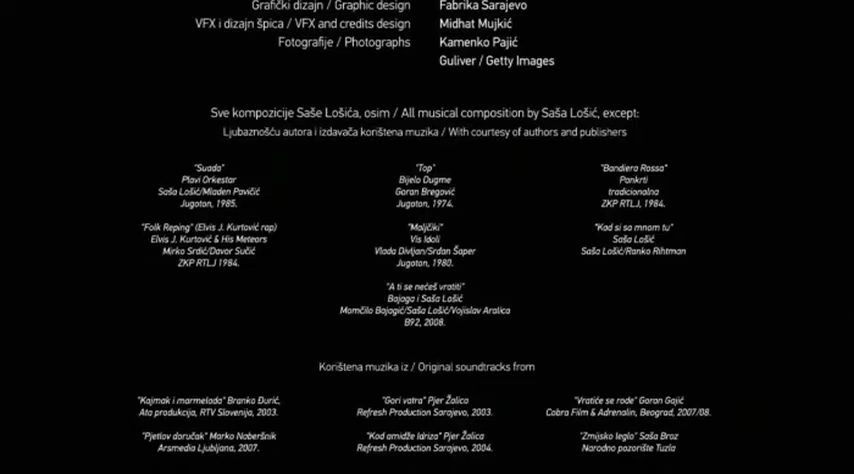 Grafički dizajn / Graphic design Fabrika Sarajevo
VFX i dizajn špica / VFX and credits design Midhat Mujkić
Fotografije / Photographs Kamenko Pajić
Guliver / Getty Images
Sve kompozicije Saše Lošića, osim / All musical composition by Saša Lošić, except:
Ljubaznošću autora i izdavača korištena muzika / With courtesy of authors and publishers
"Suada"
Plavi Orkestar
Saša Lošić/Mladen Pavičić
Jugoton, 1985.
"Top"
Bijelo Dugme
Goran Bregović
Jugoton, 1974.
"Bandiera Rossa"
Pankrti
tradicionalna
ZKP RTLJ, 1984.
"Folk Reping" (Elvis J. Kurtović rap)
Elvis J. Kurtović & His Meteors
Mirko Srdić/Davor Sučić
ZKP RTLJ 1984.
"Maljčiki"
Vis Idoli
Vlada Divljan/Srđan Šaper
Jugoton, 1980.
"Kad si sa mnom tu"
Saša Lošić
Saša Lošić/Ranko Rihtman
"A ti se nećeš vratiti"
Bajaga i Saša Lošić
Momčilo Bajagić/Saša Lošić/Vojislav Aralica
B92, 2008.
Korištena muzika iz / Original soundtracks from
"Kajmak i marmelada" Branko Đurić,
Ata produkcija, RTV Slovenija, 2003.
"Gori vatra" Pjer Žalica
Refresh Production Sarajevo, 2003.
"Vratiće se rode" Goran Gajić
Cobra Film & Adrenalin, Beograd, 2007/08.
"Pjetlov doručak" Marko Naberšnik
Arsmedia Ljubljana, 2007.
"Kod amidže Idriza" Pjer Žalica
Refresh Production Sarajevo, 2004.
"Zmijsko leglo" Saša Broz
Narodno pozorište Tuzla